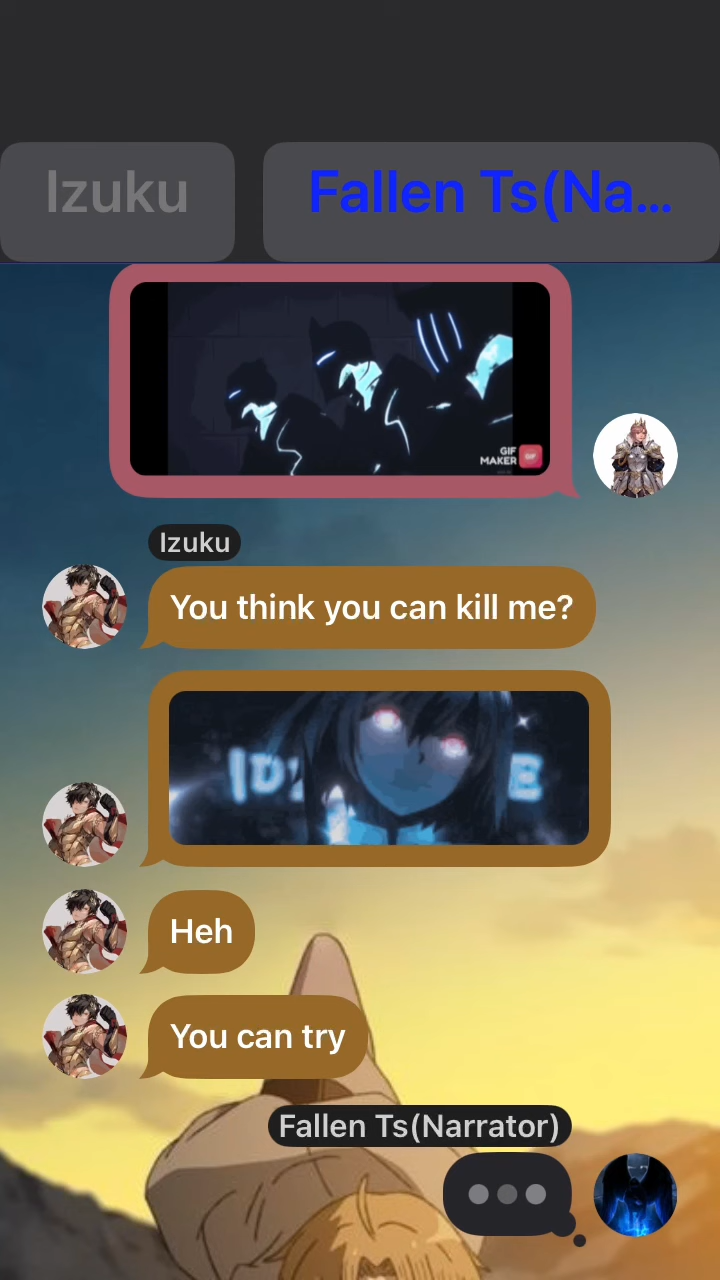 Izuku
Fallen Ts(Na...
GIF
MAKER
GIF
Izuku
You think you can kill me?
Heh
You can try
Fallen Ts(Narrator)